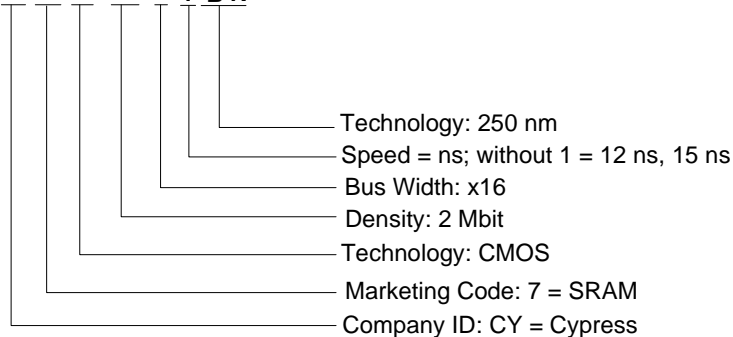 Technology: 250 nm
Speed = ns; without 1 = 12 ns, 15 ns
Bus Width: x16
Density: 2 Mbit
Technology: CMOS
Marketing Code: 7 = SRAM
Company ID: CY = Cypress